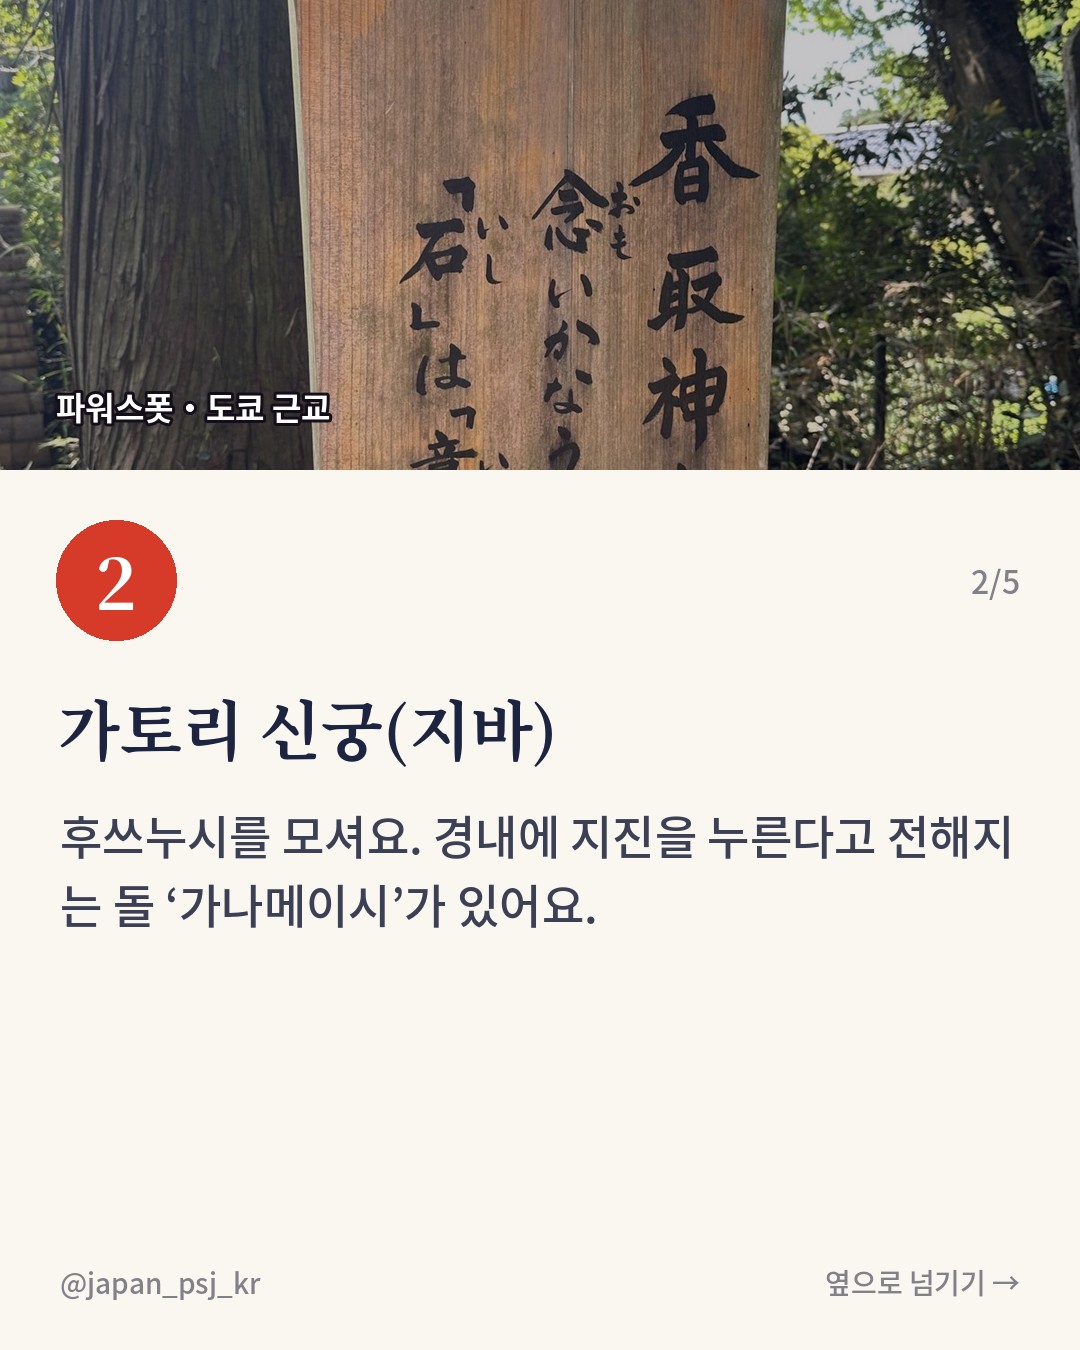 香取神
念いかなう
おも
「石」は「意
いし
い
파워스폿・도쿄 근교
2
2/5
가토리 신궁(지바)
후쓰누시를 모셔요. 경내에 지진을 누른다고 전해지
는 돌 ‘가나메이시’가 있어요.
@japan_psj_kr
옆으로 넘기기 →